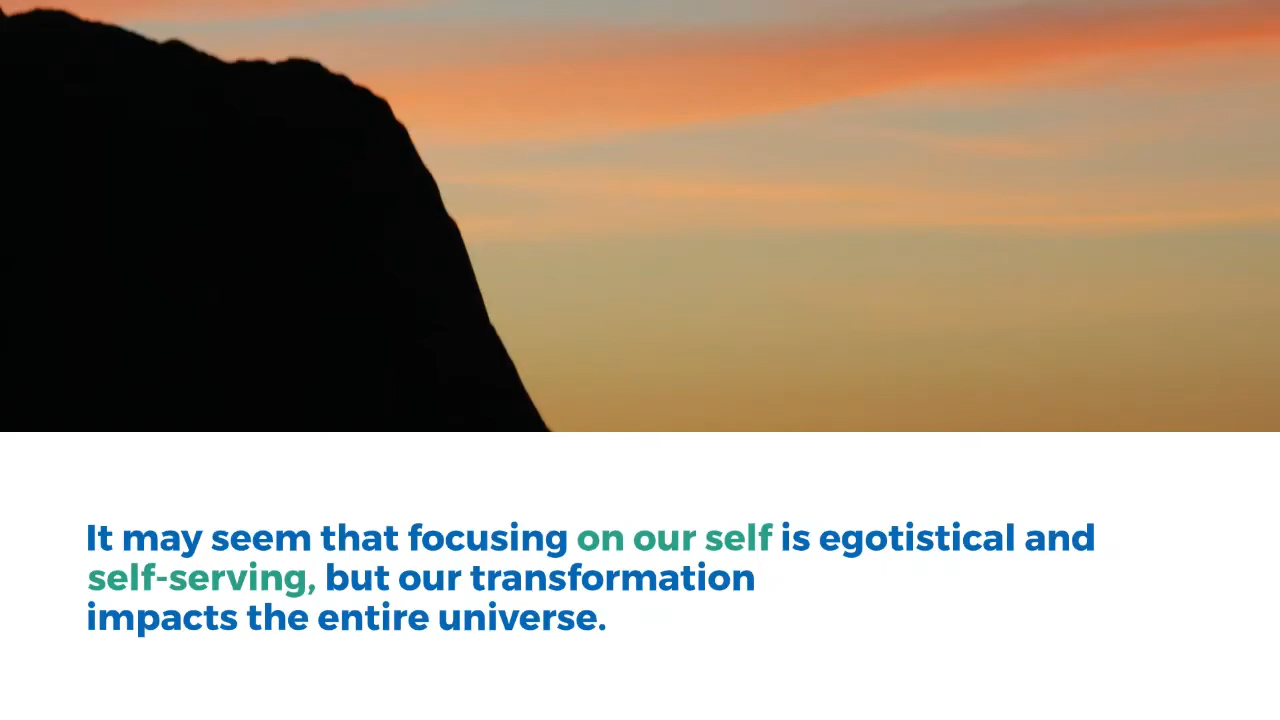 It may seem that focusing on our self is egotistical and
self-serving, but our transformation
impacts the entire universe.